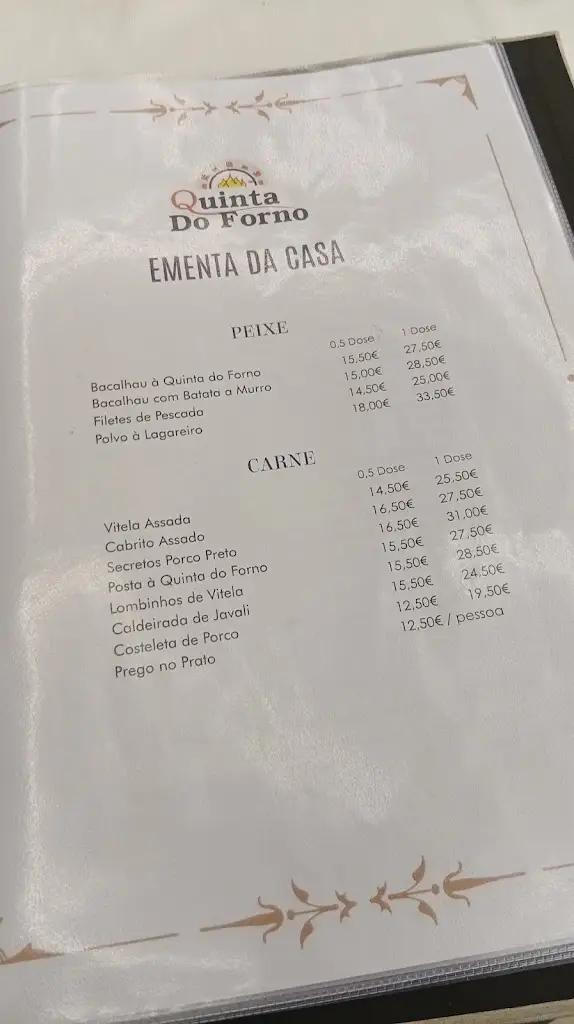 Quinta
Do Forno
EMENTA DA CASA
PEIXE
0,5 Dose 1 Dose
Bacalhau à Quinta do Forno 15,50€ 27,50€
Bacalhau com Batata a Murro 15,00€ 28,50€
Filetes de Pescada 14,50€ 25,00€
Polvo à Lagareiro 18,00€ 33,50€
CARNE
0,5 Dose 1 Dose
Vitela Assada 14,50€ 25,50€
Cabrito Assado 16,50€ 27,50€
Secretos Porco Preto 16,50€ 31,00€
Posta à Quinta do Forno 15,50€ 27,50€
Lombinhos de Vitela 15,50€ 28,50€
Caldeirada de Javali 15,50€ 24,50€
Costeleta de Porco 12,50€ 19,50€
Prego no Prato 12,50€ / pessoa